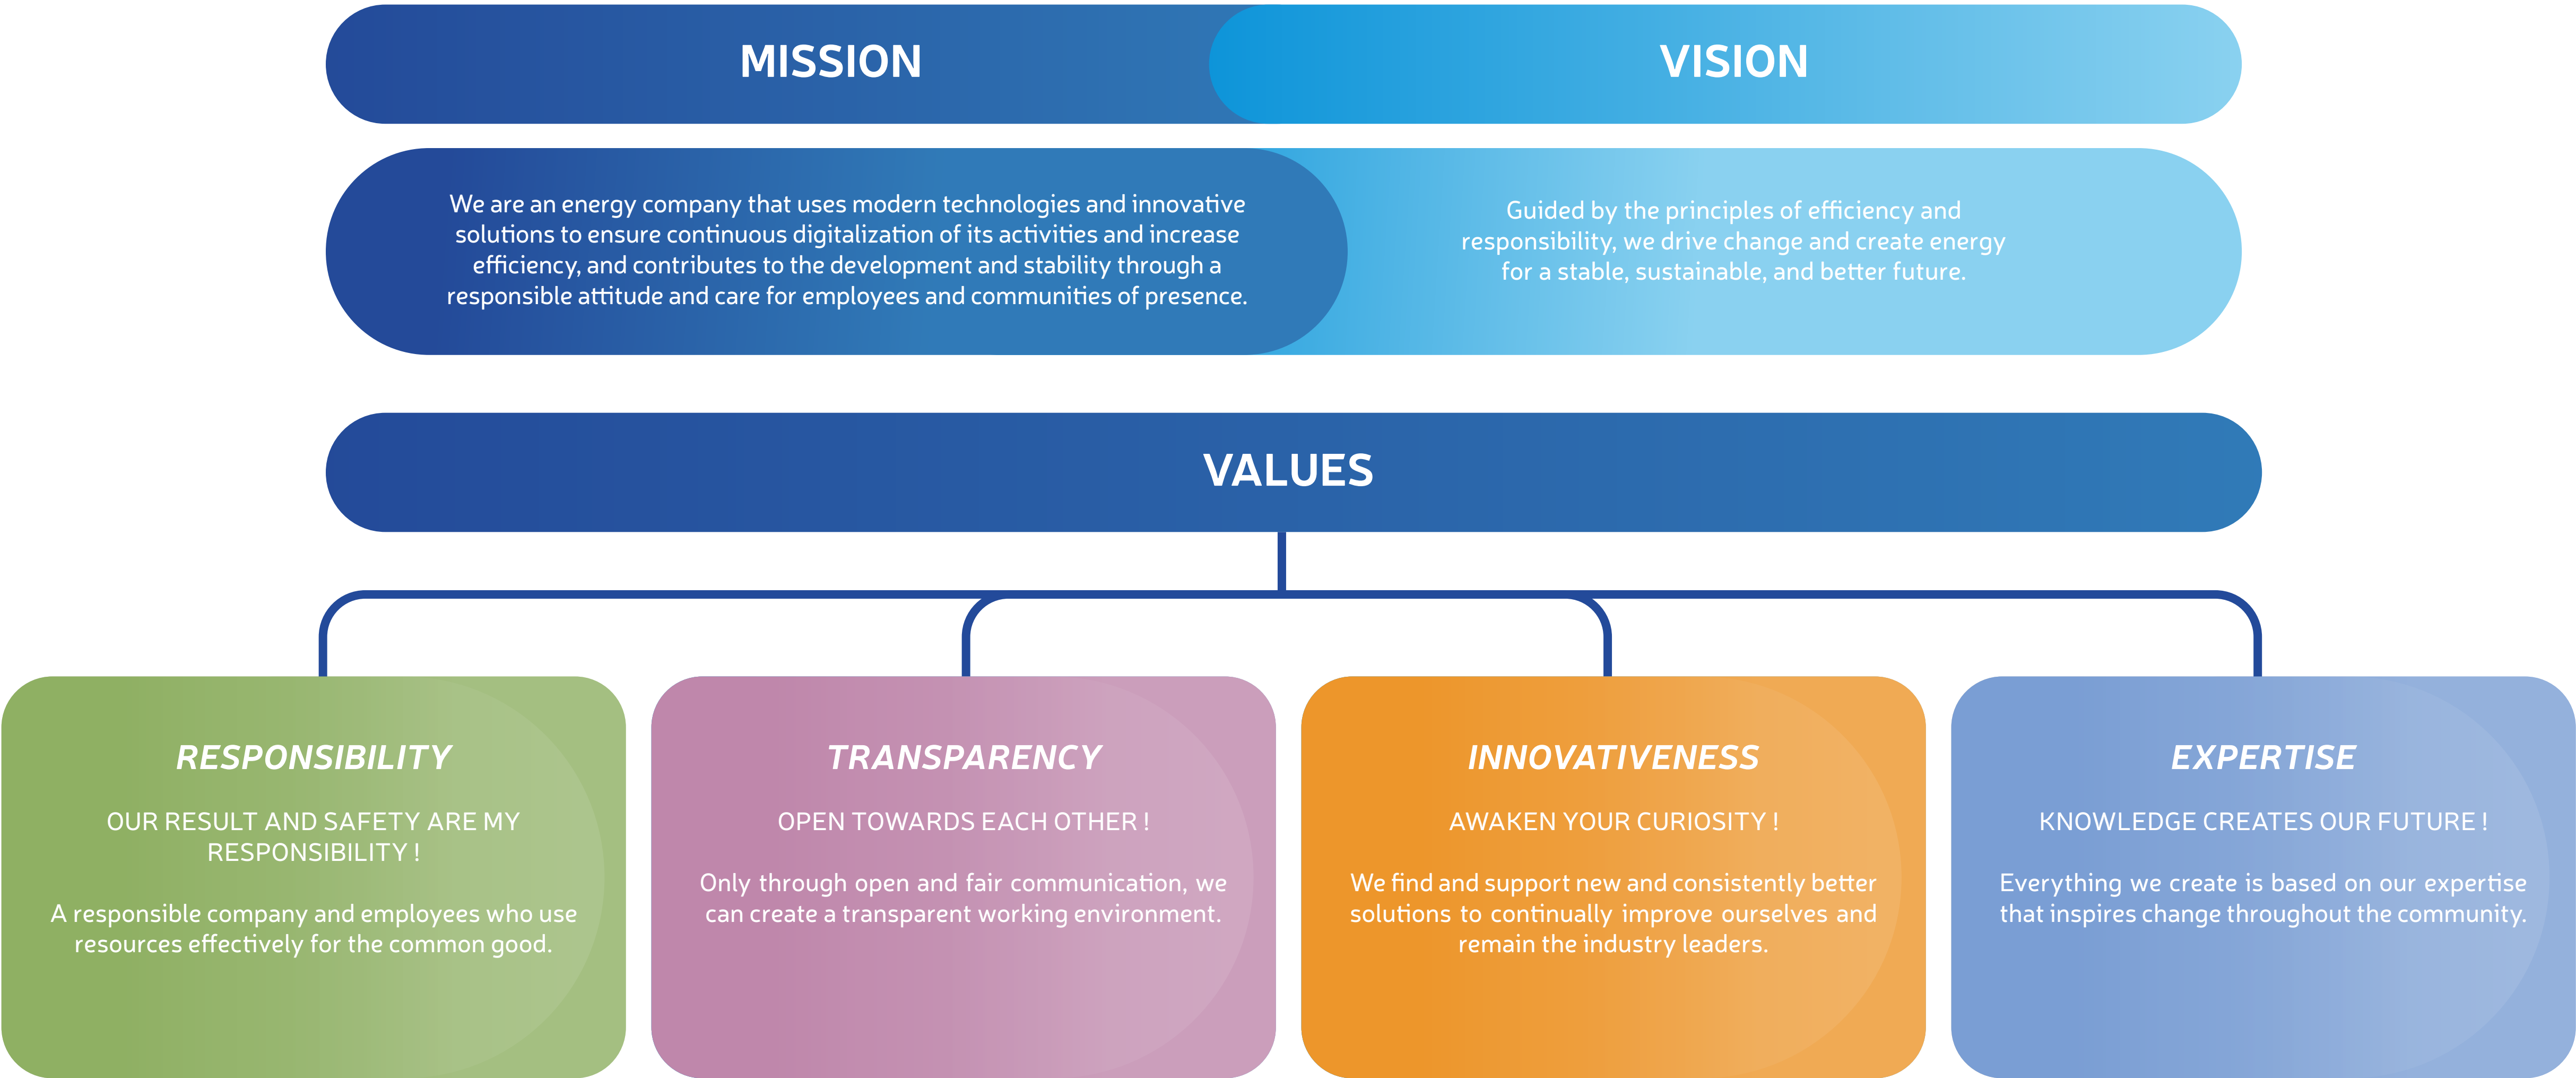 MISSION
VISION
We are an energy company that uses modern technologies and innovative
solutions to ensure continuous digitalization of its activities and increase
efficiency, and contributes to the development and stability through a
responsible attitude and care for employees and communities of presence.
Guided by the principles of efficiency and
responsibility, we drive change and create energy
for a stable, sustainable, and better future.
VALUES
RESPONSIBILITY
OUR RESULT AND SAFETY ARE MY
RESPONSIBILITY !
A responsible company and employees who use
resources effectively for the common good.
TRANSPARENCY
OPEN TOWARDS EACH OTHER !
Only through open and fair communication, we
can create a transparent working environment.
INNOVATIVENESS
AWAKEN YOUR CURIOSITY !
We find and support new and consistently better
solutions to continually improve ourselves and
remain the industry leaders.
EXPERTISE
KNOWLEDGE CREATES OUR FUTURE !
Everything we create is based on our expertise
that inspires change throughout the community.